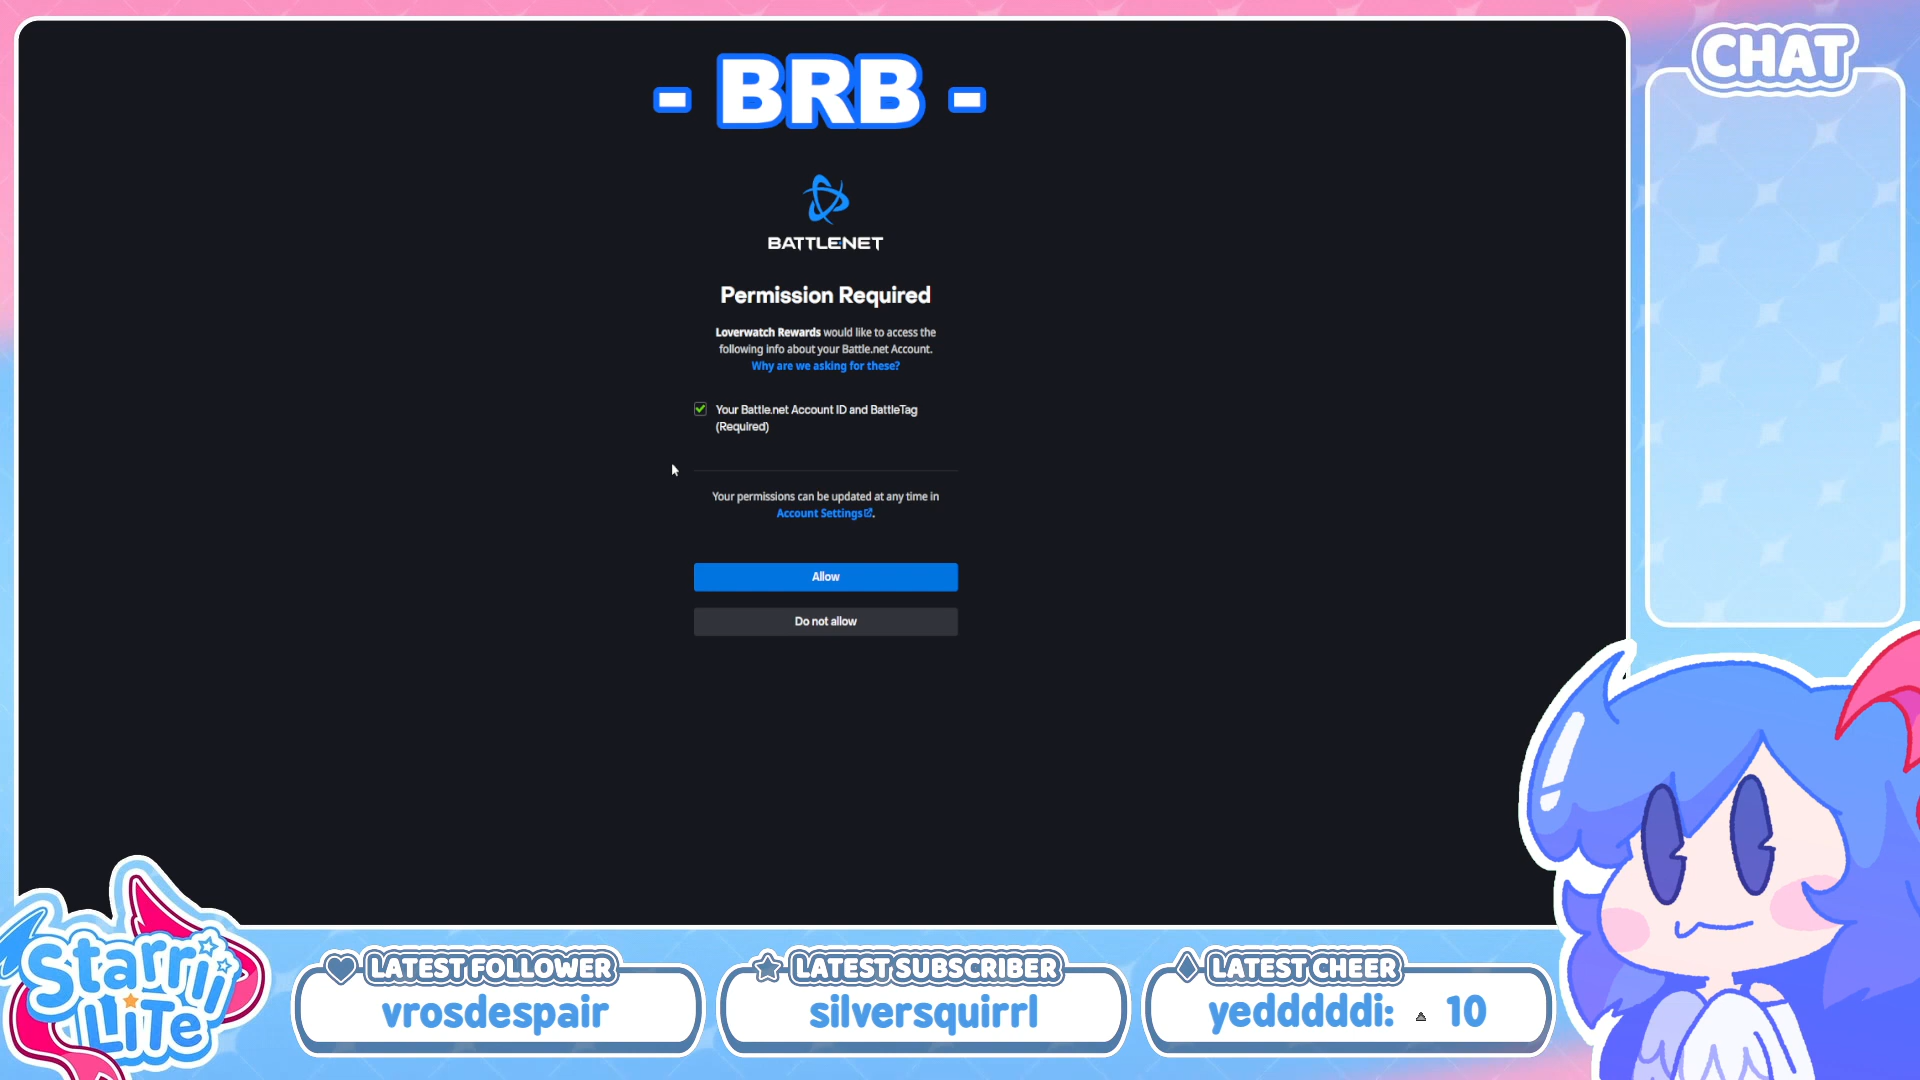 - BRB -
CHAT
BATTLENET
Permission Required
Loverwatch Rewards would like to access the
following info about your Battle.net Account.
Why are we asking for these?
Your Battle.net Account ID and BattleTag
(Required)
Your permissions can be updated at any time in
Account Settings.
Allow
Do not allow
Starrii
LiTe
LATEST FOLLOWER
vrosdespair
LATEST SUBSCRIBER
silversquirrl
LATEST CHEER
yedddddi: 10